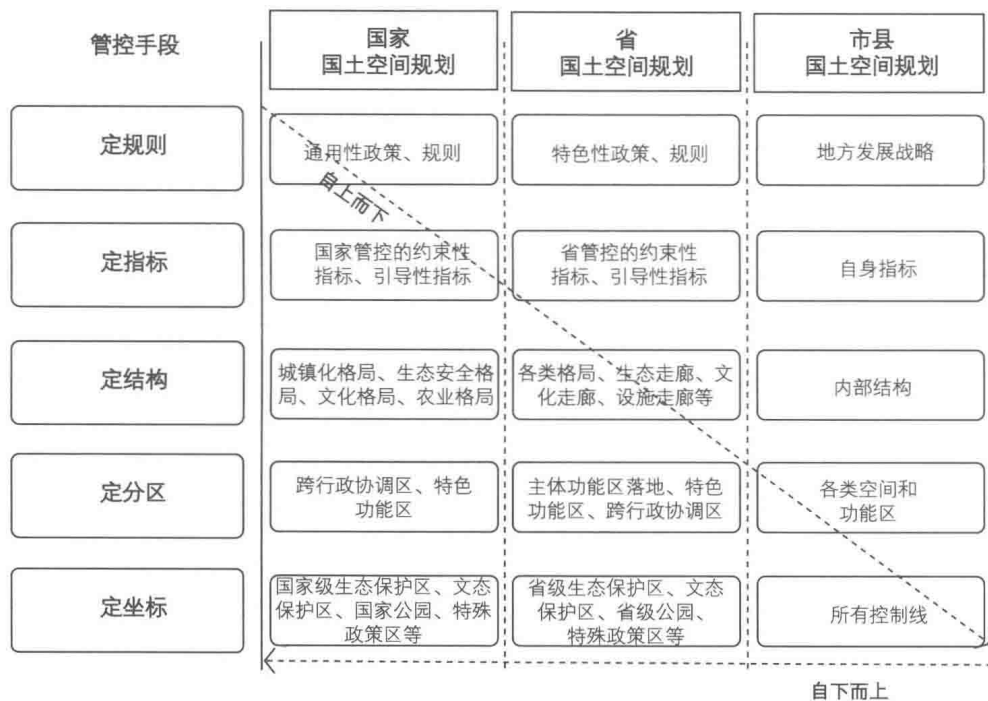 管控手段
国家
国土空间规划
省
国土空间规划
市县
国土空间规划
定规则
通用性政策、规则
特色性政策、规则
地方发展战略
自上而下
定指标
国家管控的约束性
指标、引导性指标
省管控的约束性
指标、引导性指标
自身指标
定结构
城镇化格局、生态安全格
局、文化格局、农业格局
各类格局、生态走廊、文
化走廊、设施走廊等
内部结构
定分区
跨行政协调区、特色
功能区
主体功能区落地、特色
功能区、跨行政协调区
各类空间和
功能区
定坐标
国家级生态保护区、文态
保护区、国家公园、特殊
政策区等
省级生态保护区、文态
保护区、省级公园、
特殊政策区等
所有控制线
自下而上